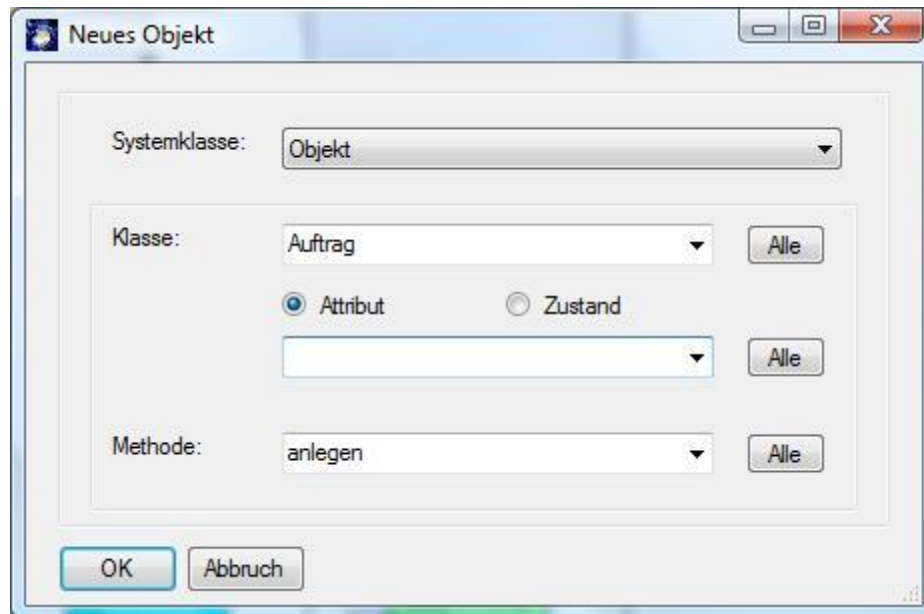 Neues Objekt
Systemklasse: Objekt
Klasse: Auftrag Alle
Attribut Zustand
Alle
Methode: anlegen Alle
OK Abbruch